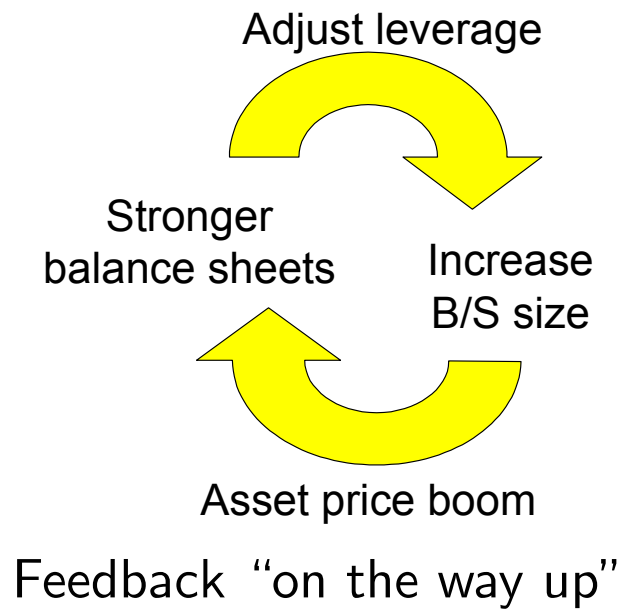 Adjust leverage
Stronger
balance sheets
Increase
B/S size
Asset price boom
Feedback “on the way up”